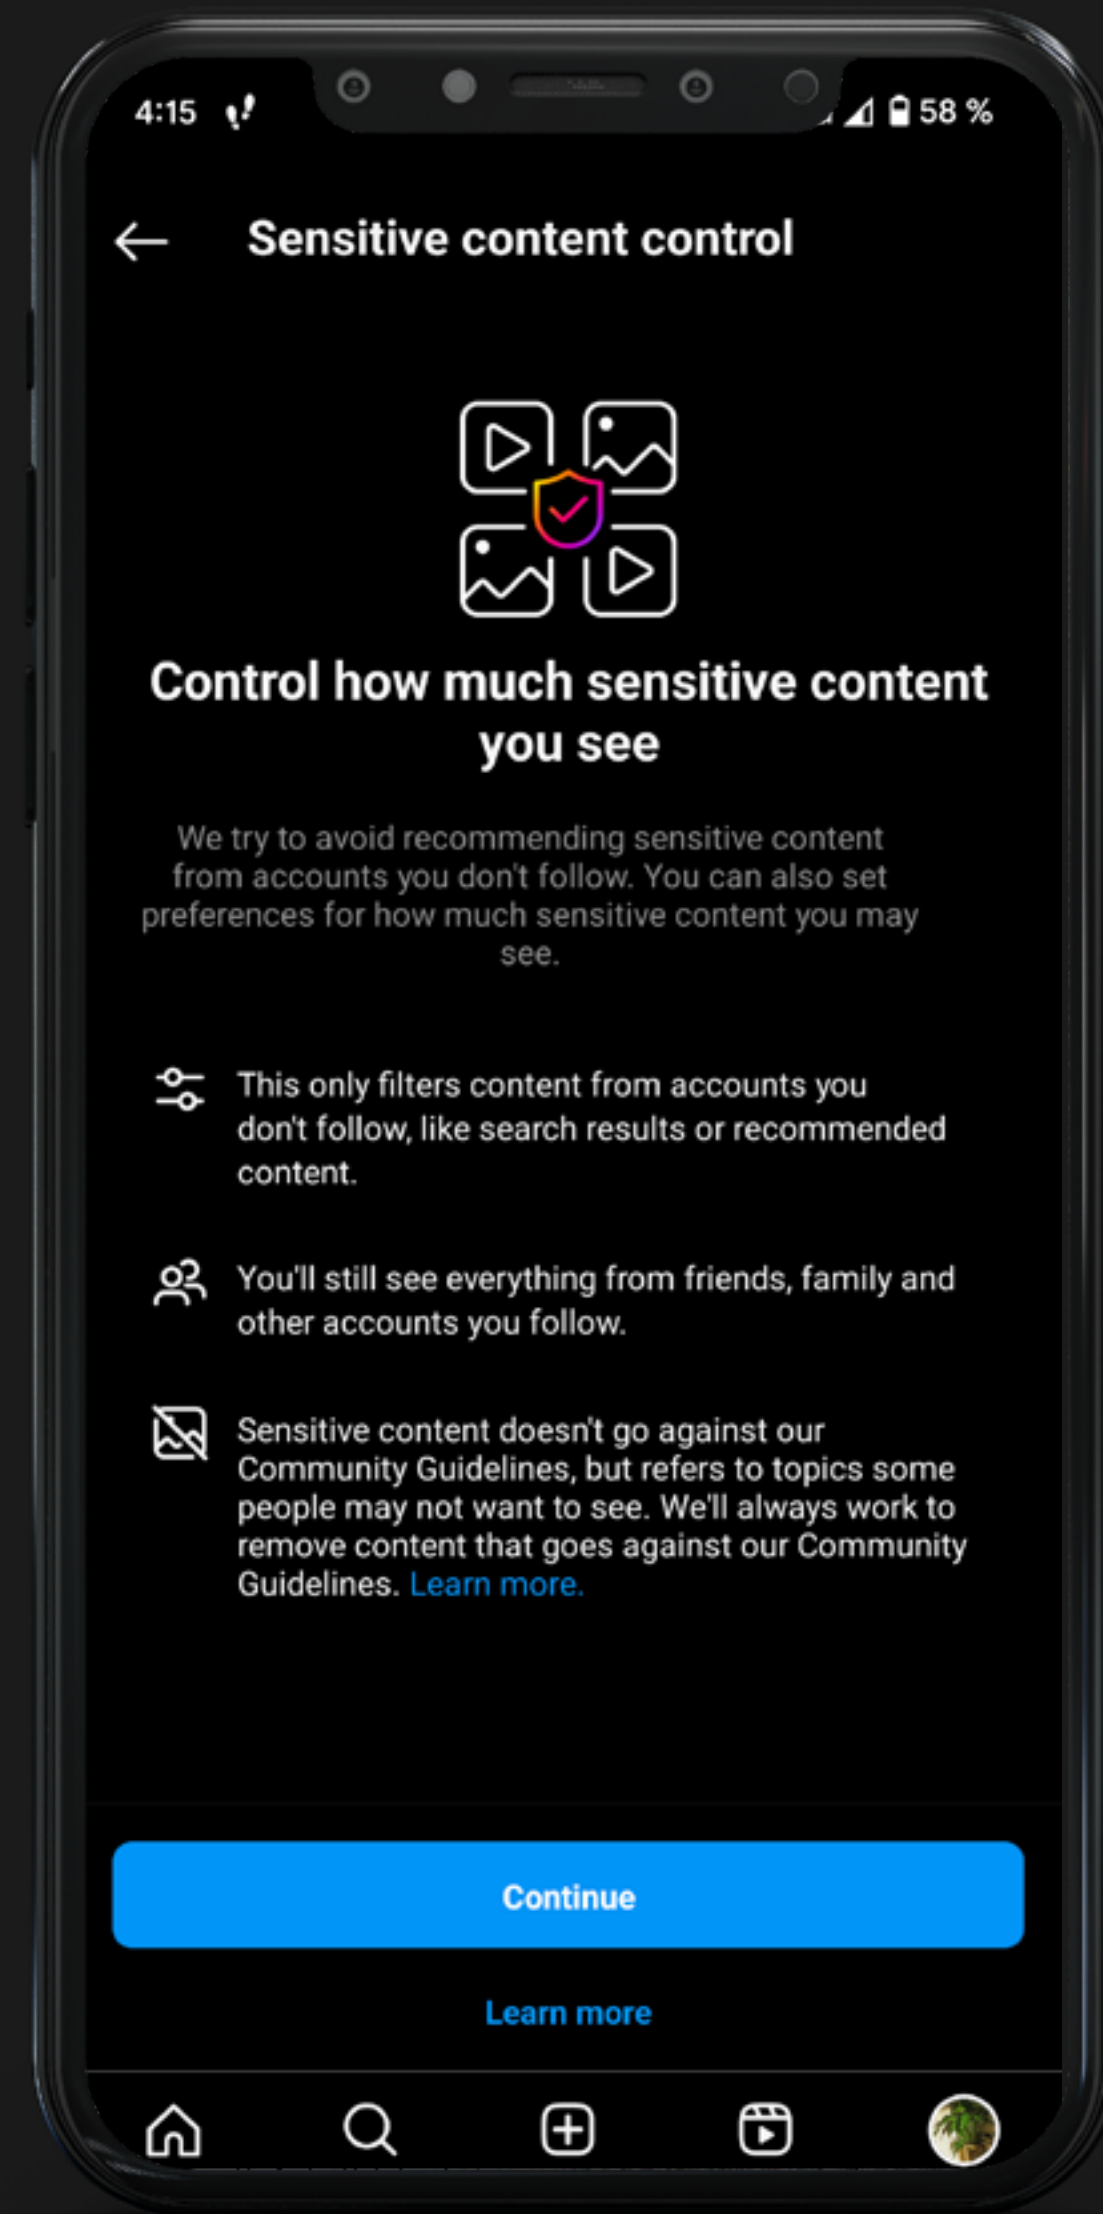 4:15
58 %
Sensitive content control
Control how much sensitive content
you see
We try to avoid recommending sensitive content
from accounts you don't follow. You can also set
preferences for how much sensitive content you may
see.
This only filters content from accounts you
don't follow, like search results or recommended
content.
You'll still see everything from friends, family and
other accounts you follow.
Sensitive content doesn't go against our
Community Guidelines, but refers to topics some
people may not want to see. We'll always work to
remove content that goes against our Community
Guidelines. Learn more.
Continue
Learn more